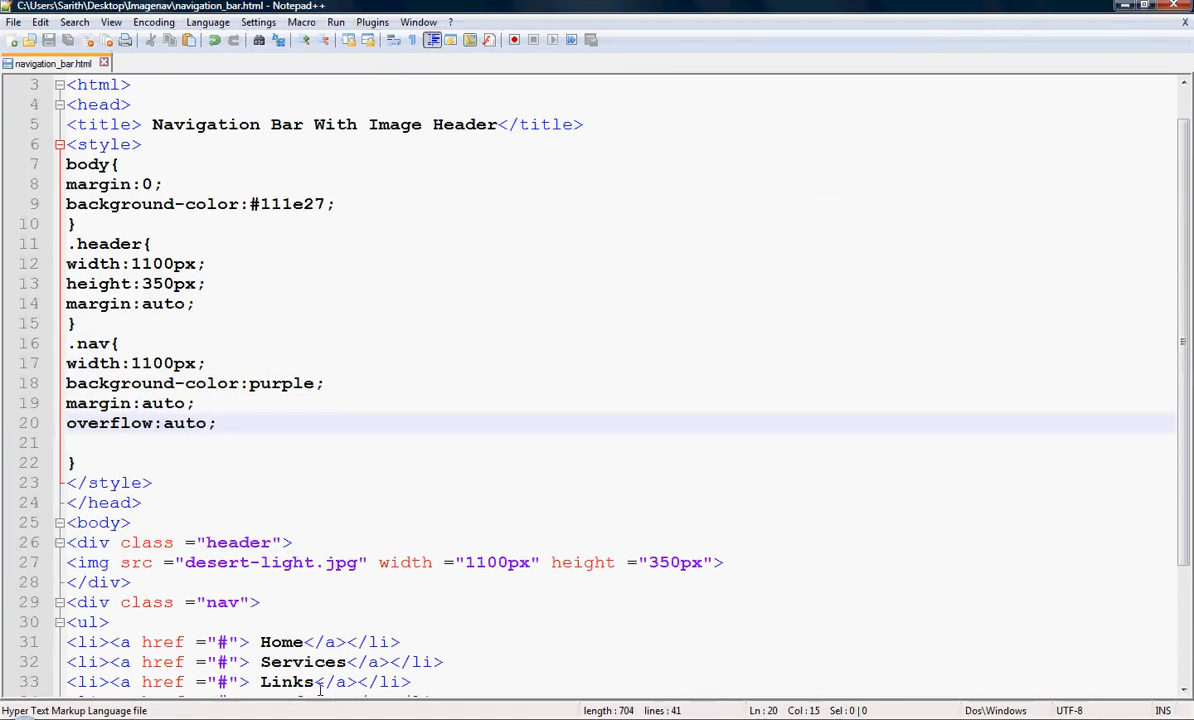 C:\Users\Sarith\Desktop\Imagenav\navigation_bar.html - Notepad++
File Edit Search View Encoding Language Settings Macro Run Plugins Window ? X
navigation_bar.html
3 <html>
4 <head>
5 <title> Navigation Bar With Image Header</title>
6 <style>
7 body{
8 margin:0;
9 background-color:#111e27;
10 }
11 .header{
12 width:1100px;
13 height:350px;
14 margin:auto;
15 }
16 .nav{
17 width:1100px;
18 background-color:purple;
19 margin:auto;
20 overflow:auto;
21
22 }
23 </style>
24 </head>
25 <body>
26 <div class ="header">
27 <img src ="desert-light.jpg" width ="1100px" height ="350px">
28 </div>
29 <div class ="nav">
30 <ul>
31 <li><a href ="#"> Home</a></li>
32 <li><a href ="#"> Services</a></li>
33 <li><a href ="#"> Links</a></li>
Hyper Text Markup Language file length : 704 lines : 41 Ln : 20 Col : 15 Sel : 0 | 0 Dos\Windows UTF-8 INS